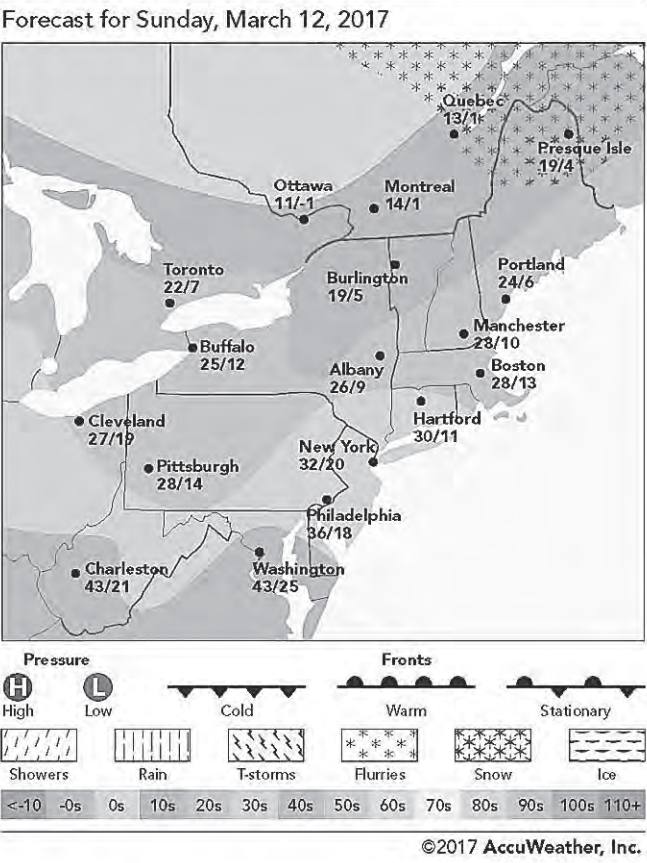 Forecast for Sunday, March 12, 2017
Quebec
13/1
Presque Isle
19/4
Ottawa
11/-1
Montreal
14/1
Toronto
22/7
Burlington
19/5
Portland
24/6
Buffalo
25/12
Manchester
28/10
Albany
26/9
Boston
28/13
Cleveland
27/19
Hartford
30/11
New York
32/20
Pittsburgh
28/14
Philadelphia
36/18
Charleston
43/21
Washington
43/25
Pressure
Fronts
H
L
High
Low
Cold
Warm
Stationary
Showers
Rain
T-storms
Flurries
Snow
Ice
<-10 -0s 0s 10s 20s 30s 40s 50s 60s 70s 80s 90s 100s 110+
©2017 AccuWeather, Inc.